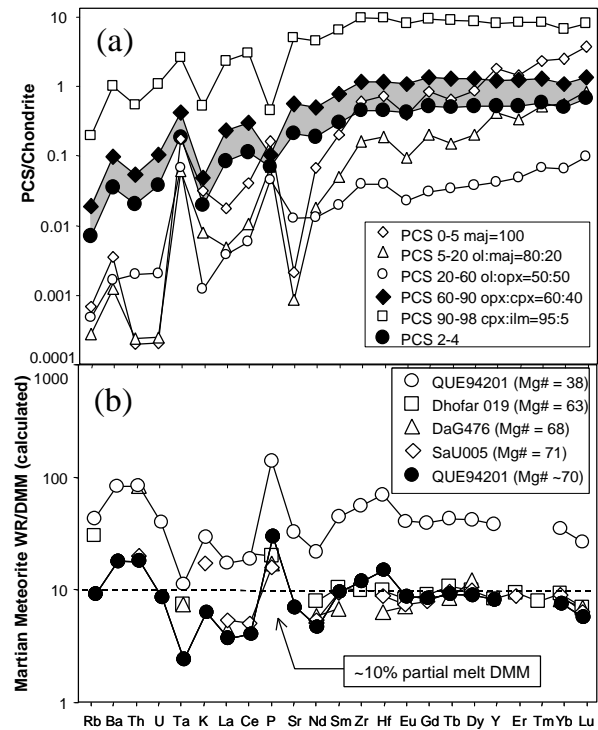 (a)
PCS/Chondrite
10
1
0.1
0.01
0.001
0.0001
PCS 0-5 maj=100
PCS 5-20 ol:maj=80:20
PCS 20-60 ol:opx=50:50
PCS 60-90 opx:cpx=60:40
PCS 90-98 cpx:ilm=95:5
PCS 2-4
(b)
Martian Meteorite WR/DMM (calculated)
1000
100
10
1
QUE94201 (Mg# = 38)
Dhofar 019 (Mg# = 63)
DaG476 (Mg# = 68)
SaU005 (Mg# = 71)
QUE94201 (Mg# ~70)
~10% partial melt DMM
Rb Ba Th U Ta K La Ce P Sr Nd Sm Zr Hf Eu Gd Tb Dy Y Er Tm Yb Lu